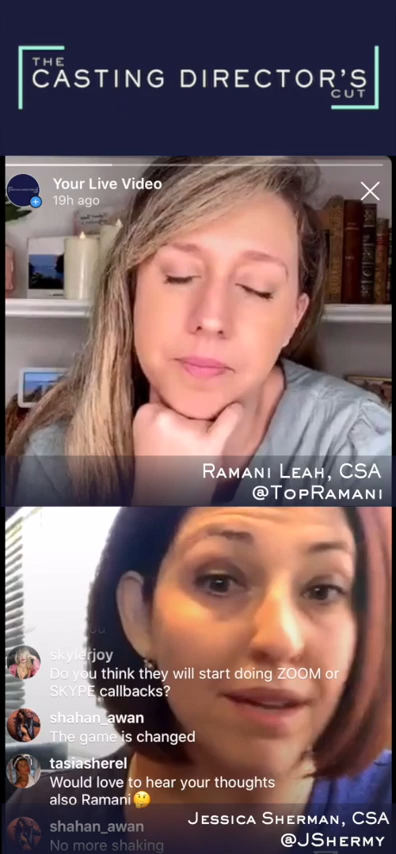 THE
CASTING DIRECTOR'S
CUT
Your Live Video
19h ago
Ramani Leah, CSA
@TopRamani
skylerjoy
Do you think they will start doing ZOOM or
SKYPE callbacks?
shahan_awan
The game is changed
tasiasherel
Would love to hear your thoughts
also Ramani🤔
Jessica Sherman, CSA
@JShermy
shahan_awan
No more shaking